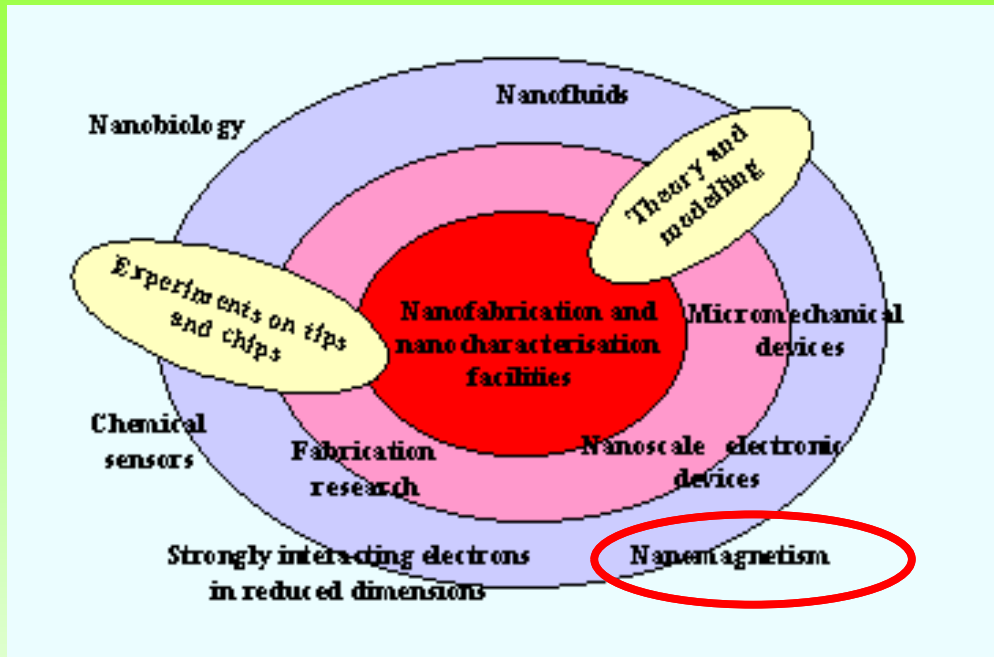 Nanofluids
Nanobiology
Theory and
modelling
Experiments on tips
and chips
Nanofabrication and
nanocharacterisation
facilities
Micromechanical
devices
Chemical
sensors
Fabrication
research
Nanoscale electronic
devices
Strongly interacting electrons
in reduced dimensions
Nanomagnetism